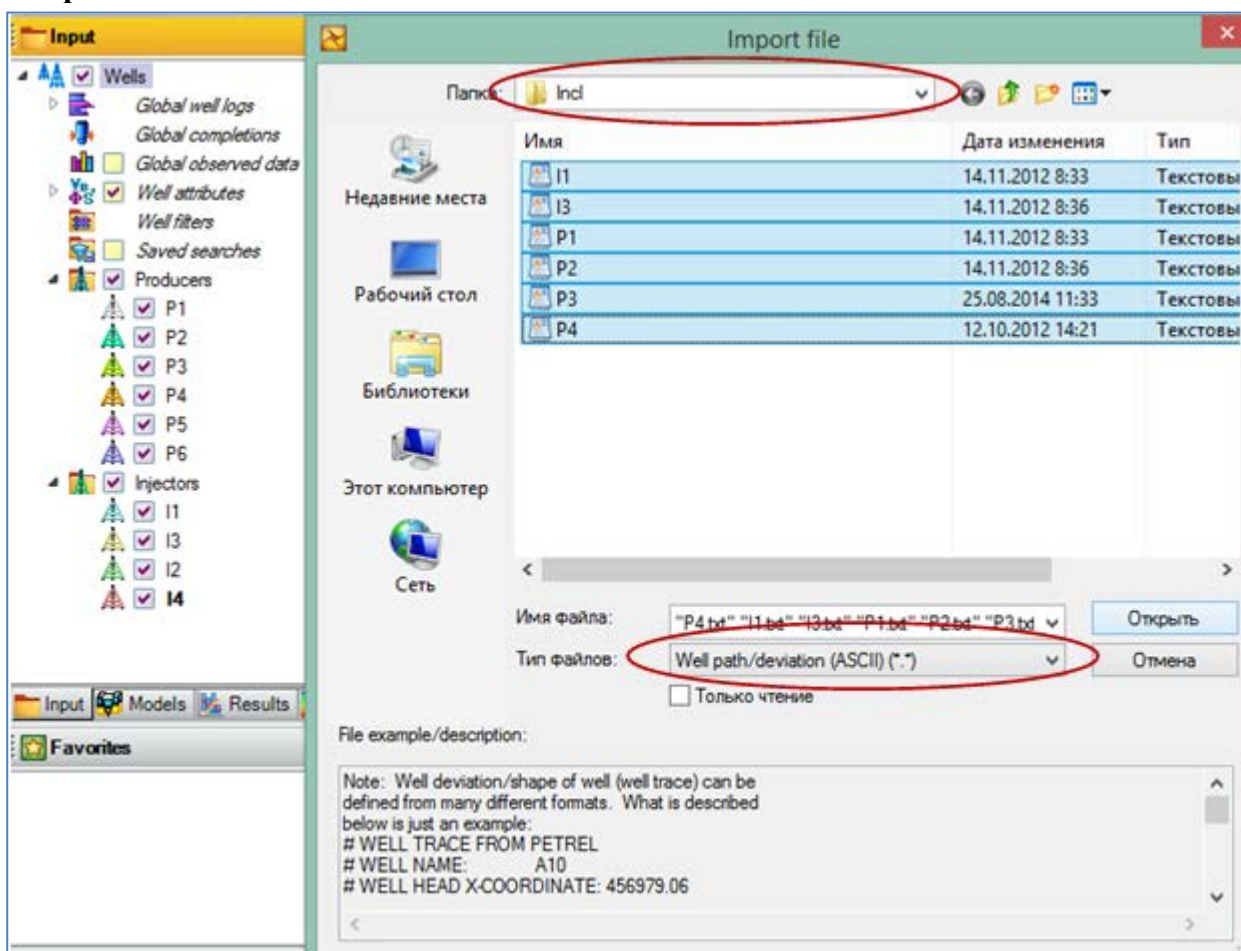 Input
Wells
Global well logs
Global completions
Global observed data
Well attributes
Well filters
Saved searches
Producers
P1
P2
P3
P4
P5
P6
Injectors
I1
I3
I2
I4
Input Models Results
Favorites
Import file
Папка: Incl
Имя Дата изменения Тип
I1 14.11.2012 8:33 Текстовы
I3 14.11.2012 8:36 Текстовы
P1 14.11.2012 8:33 Текстовы
P2 14.11.2012 8:36 Текстовы
P3 25.08.2014 11:33 Текстовы
P4 12.10.2012 14:21 Текстовы
Недавние места
Рабочий стол
Библиотеки
Этот компьютер
Сеть
Имя файла: "P4.txt" "I1.txt" "I3.txt" "P1.txt" "P2.txt" "P3.txt Открыть
Тип файлов: Well path/deviation (ASCII) (*.*) Отмена
Только чтение
File example/description:
Note: Well deviation/shape of well (well trace) can be
defined from many different formats. What is described
below is just an example:
# WELL TRACE FROM PETREL
# WELL NAME: A10
# WELL HEAD X-COORDINATE: 456979.06